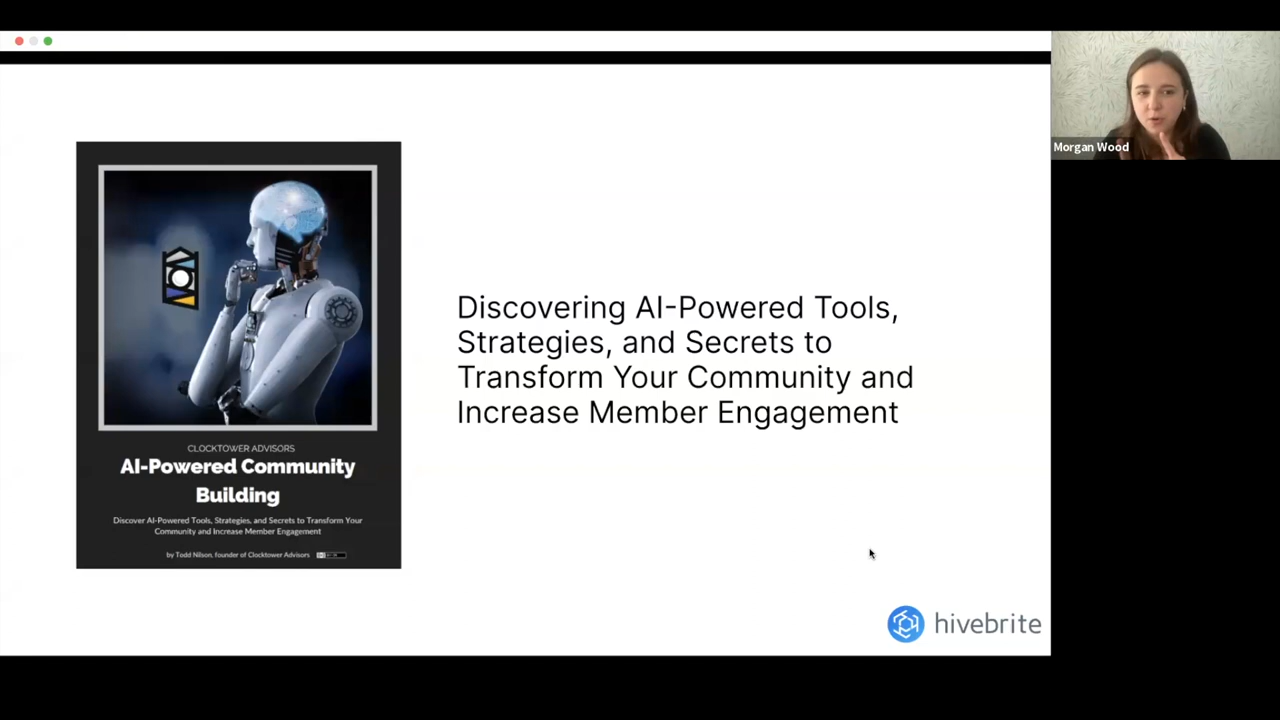 Morgan Wood
Discovering AI-Powered Tools,
Strategies, and Secrets to
Transform Your Community and
Increase Member Engagement
CLOCKTOWER ADVISORS
AI-Powered Community
Building
Discover AI-Powered Tools, Strategies, and Secrets to Transform Your
Community and Increase Member Engagement
by Todd Nilson, founder of Clocktower Advisors
hivebrite